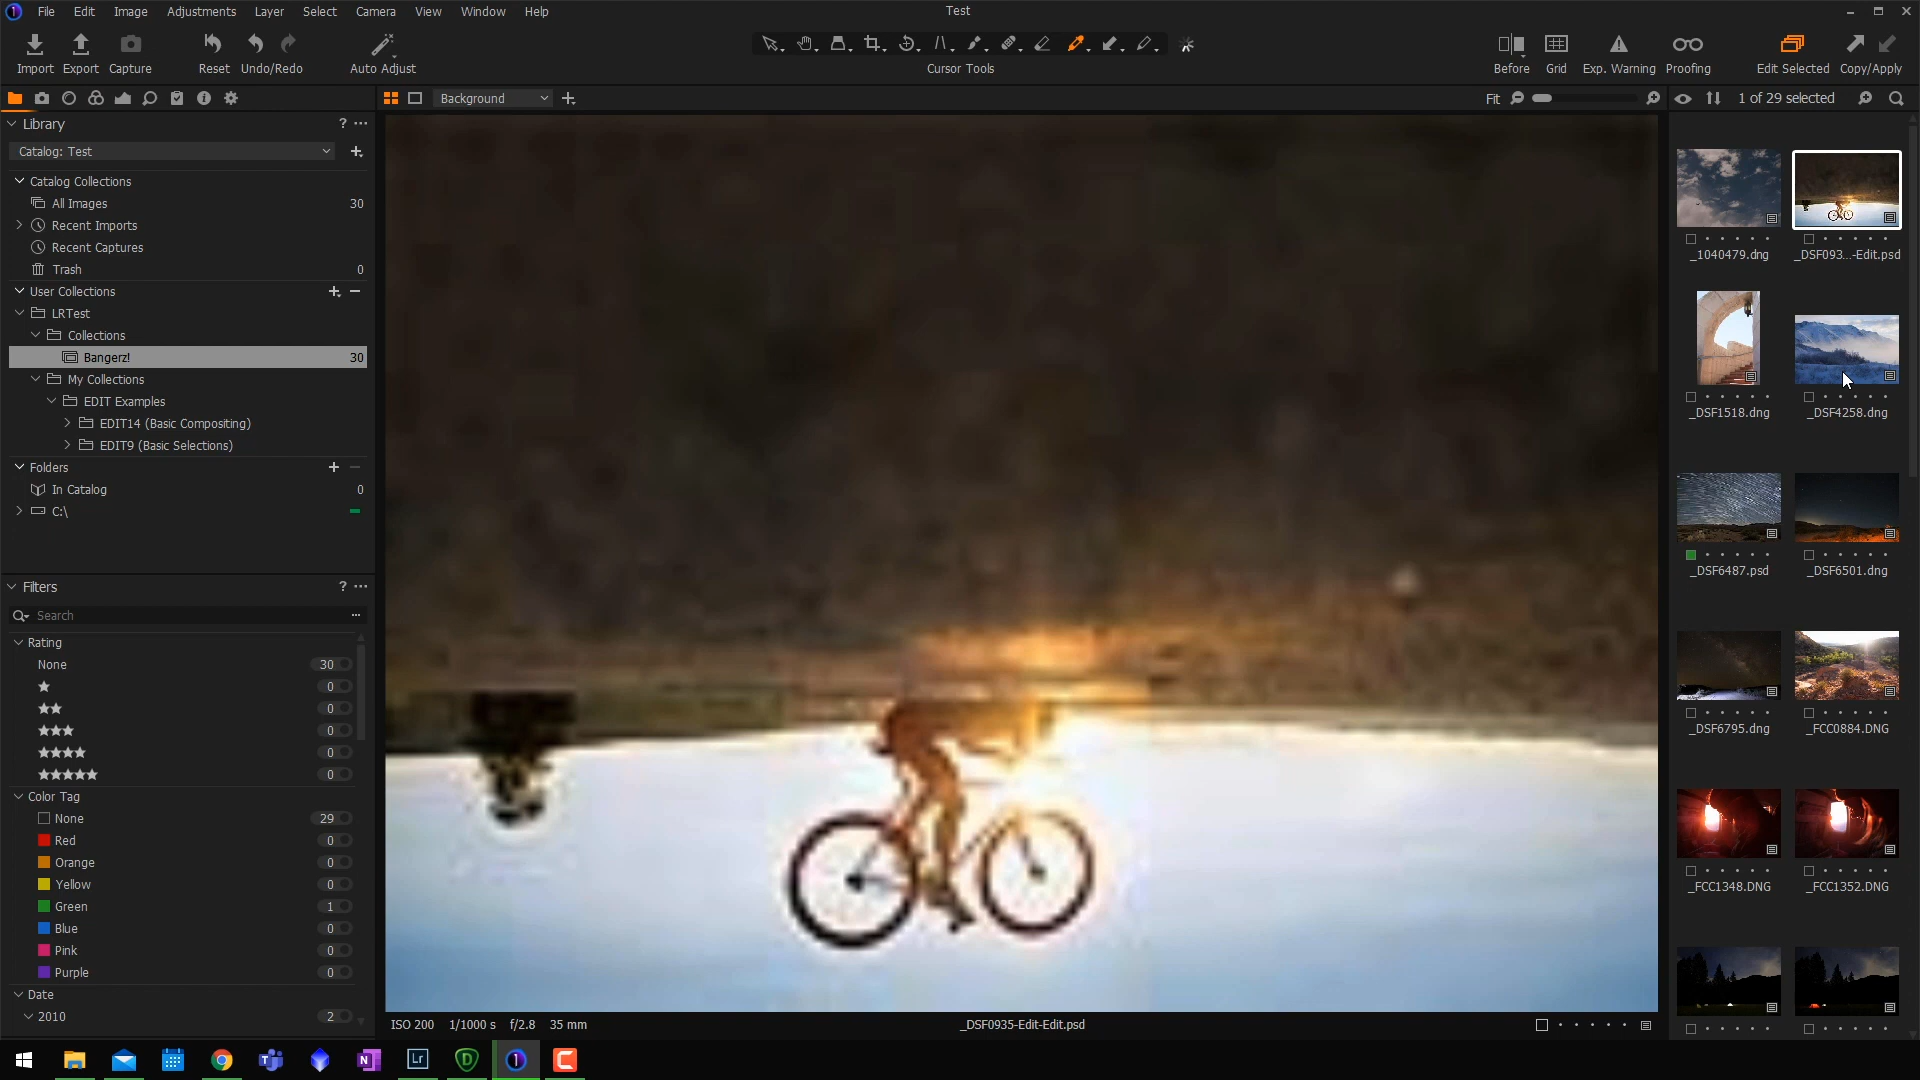 File Edit Image Adjustments Layer Select Camera View Window Help
Test
Import Export Capture Reset Undo/Redo Auto Adjust
Cursor Tools
Before Grid Exp. Warning Proofing Edit Selected Copy/Apply
Background
Fit
1 of 29 selected
Library
?
Catalog: Test
Catalog Collections
All Images 30
Recent Imports
Recent Captures
Trash 0
User Collections
LRTest
Collections
Bangerz! 30
My Collections
EDIT Examples
EDIT14 (Basic Compositing)
EDIT9 (Basic Selections)
Folders
In Catalog 0
C:\
Filters
?
Search
Rating
None 30
0
0
0
0
0
Color Tag
None 29
Red 0
Orange 0
Yellow 0
Green 1
Blue 0
Pink 0
Purple 0
Date
2010 2
ISO 200 1/1000 s f/2.8 35 mm
_DSF0935-Edit-Edit.psd
_1040479.dng _DSF093...-Edit.psd
_DSF1518.dng _DSF4258.dng
_DSF6487.psd _DSF6501.dng
_DSF6795.dng _FCC0884.DNG
_FCC1348.DNG _FCC1352.DNG
Lr